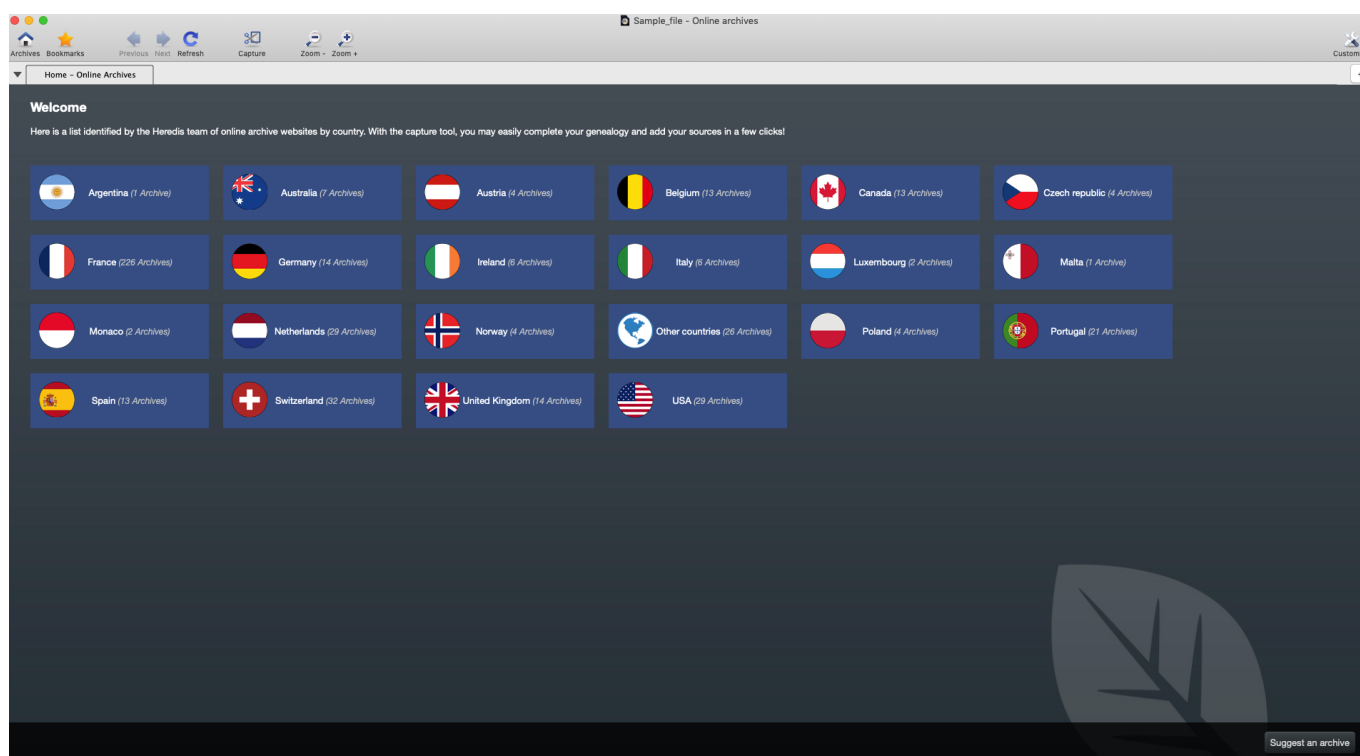 Sample_file - Online archives
Archives Bookmarks Previous Next Refresh Capture Zoom - Zoom + Custom
Home - Online Archives
Welcome
Here is a list identified by the Heredis team of online archive websites by country. With the capture tool, you may easily complete your genealogy and add your sources in a few clicks!
Argentina (1 Archive) Australia (7 Archives) Austria (4 Archives) Belgium (13 Archives) Canada (13 Archives) Czech republic (4 Archives)
France (226 Archives) Germany (14 Archives) Ireland (6 Archives) Italy (6 Archives) Luxembourg (2 Archives) Malta (1 Archive)
Monaco (2 Archives) Netherlands (29 Archives) Norway (4 Archives) Other countries (26 Archives) Poland (4 Archives) Portugal (21 Archives)
Spain (13 Archives) Switzerland (32 Archives) United Kingdom (14 Archives) USA (29 Archives)
Suggest an archive